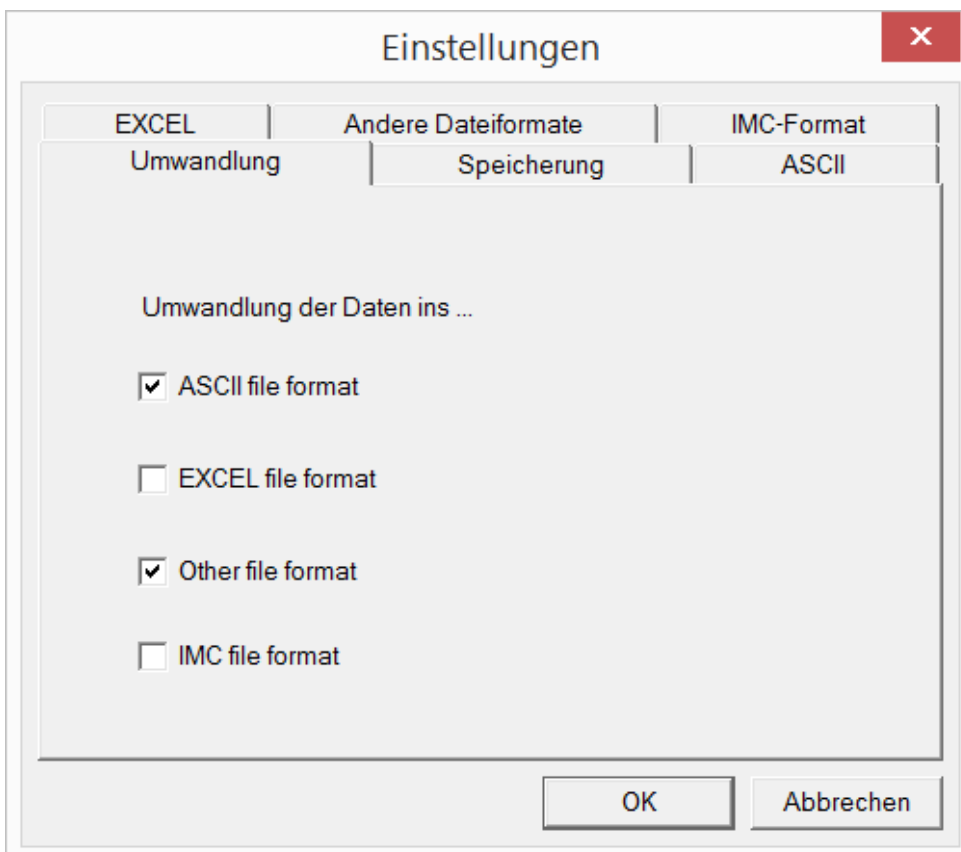 Einstellungen
EXCEL Andere Dateiformate IMC-Format
Umwandlung Speicherung ASCII
Umwandlung der Daten ins ...
ASCII file format
EXCEL file format
Other file format
IMC file format
OK Abbrechen